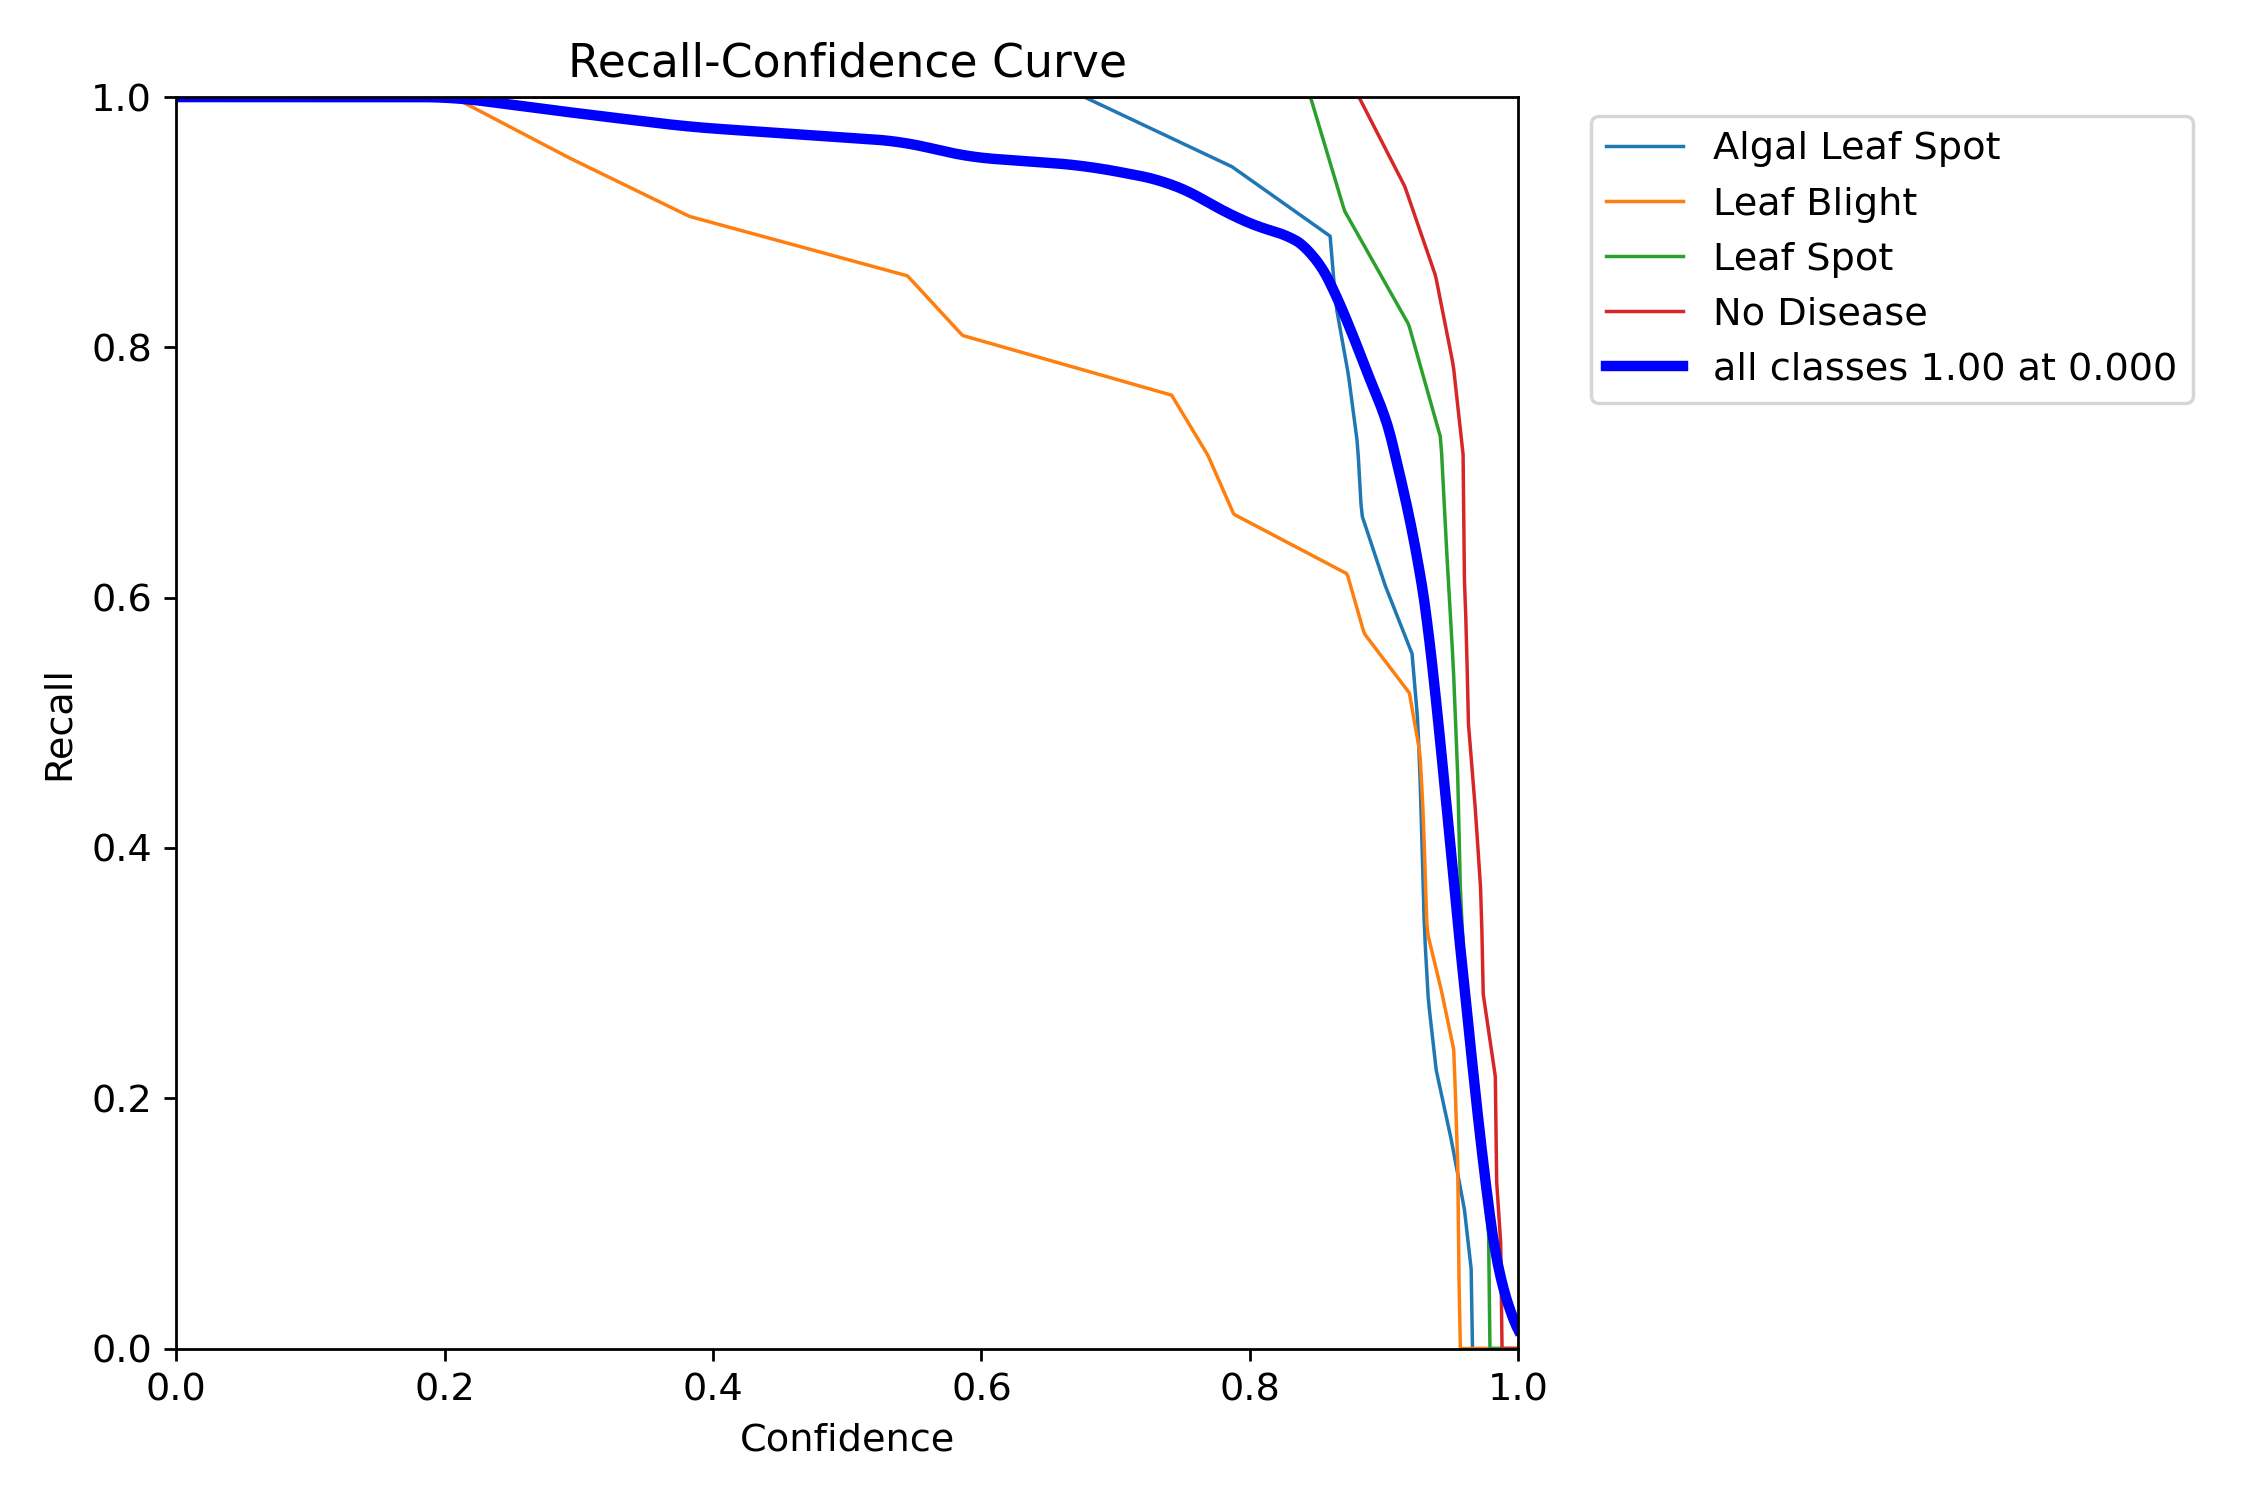 Recall-Confidence Curve
1.0
0.8
0.6
0.4
0.2
0.0
Recall
0.0 0.2 0.4 0.6 0.8 1.0
Confidence
Algal Leaf Spot
Leaf Blight
Leaf Spot
No Disease
all classes 1.00 at 0.000